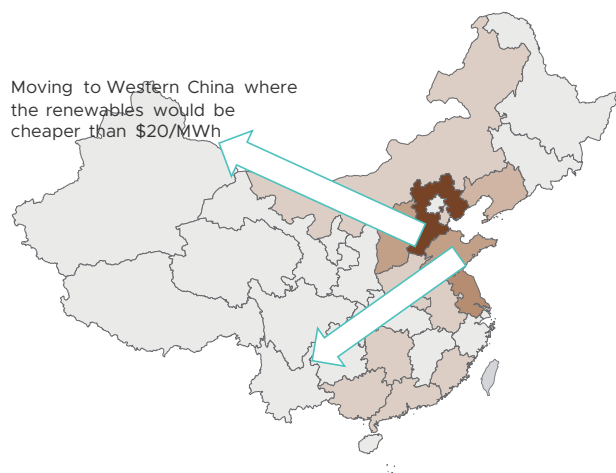 Moving to Western China where
the renewables would be
cheaper than $20/MWh